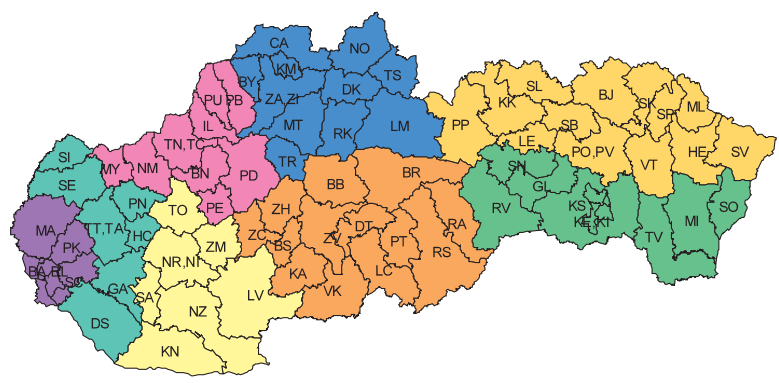 CA
NO
BY
KM
TS
PU
PB
ZA,ZI
DK
SL
BJ
KK
SK
ML
SP
IL
MT
RK
LM
PP
SB
TN,T
LE
PO,PV
HE
SV
SI
MY
NM
BN
TR
PD
BB
BR
SN
VT
SE
GL
PN
TO
PE
ZH
RV
KS
SO
MA
TT,TA
HC
ZM
ZC
BS
ZV
DT
PT
RA
KE,KI
TV
MI
PK
NR,NI
RS
BA,BL
SC
GA
SA
KA
LC
LV
VK
NZ
DS
KN